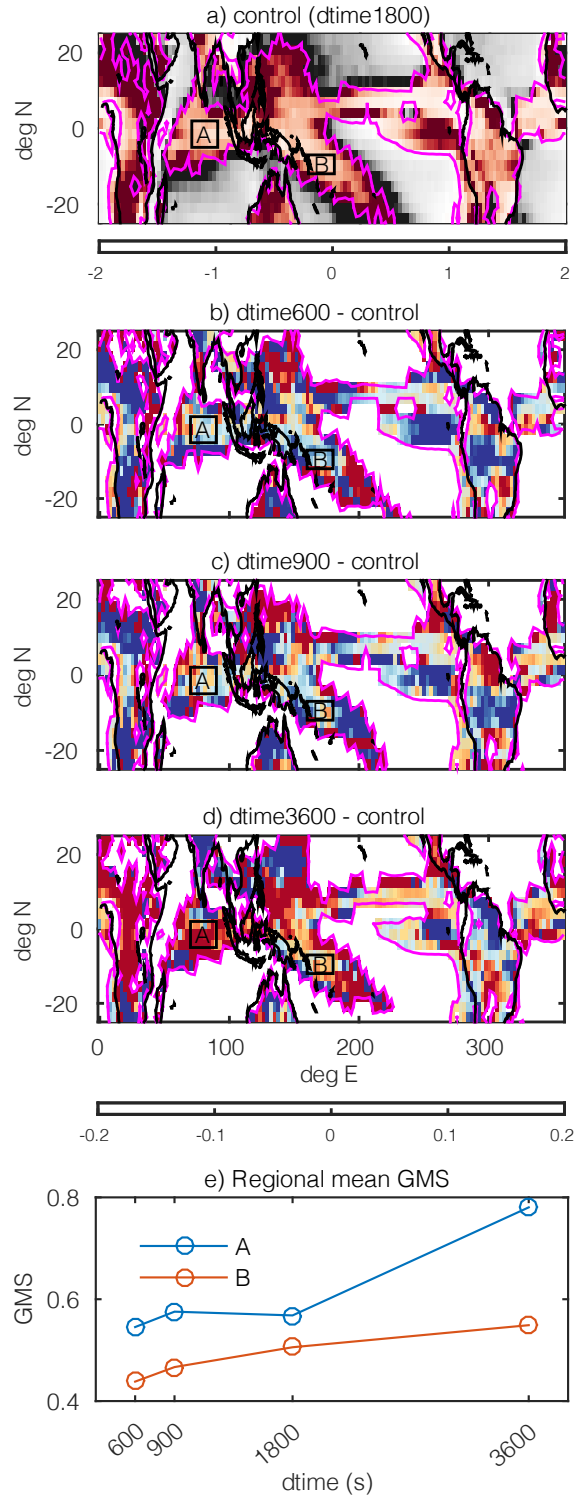 a) control (dtime1800)
20
0
-20
deg N
A
B
-2 -1 0 1 2
b) dtime600 - control
20
0
-20
deg N
A
B
c) dtime900 - control
20
0
-20
deg N
A
B
d) dtime3600 - control
20
0
-20
deg N
A
B
0 100 200 300
deg E
-0.2 -0.1 0 0.1 0.2
e) Regional mean GMS
0.8
0.6
0.4
GMS
A
B
600 900 1800 3600
dtime (s)